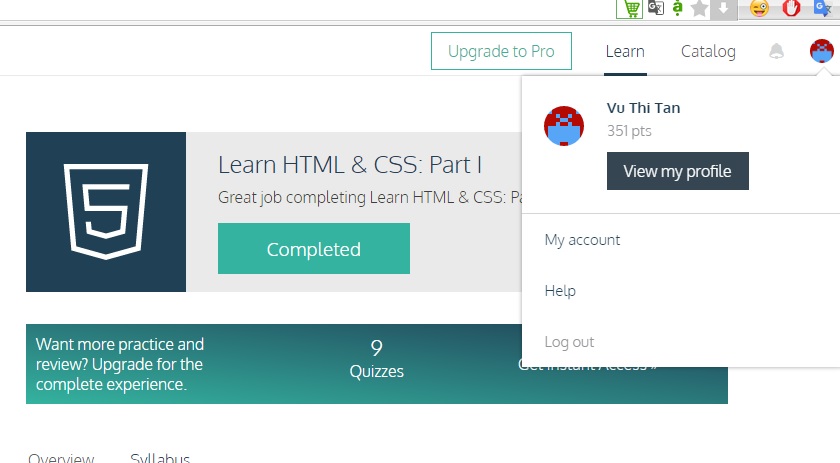 Upgrade to Pro
Learn
Catalog
Vu Thi Tan
351 pts
View my profile
My account
Help
Log out
Learn HTML & CSS: Part I
Great job completing Learn HTML & CSS:
Completed
Want more practice and
review? Upgrade for the
complete experience.
9
Quizzes
Get Instant Access »
Overview
Syllabus